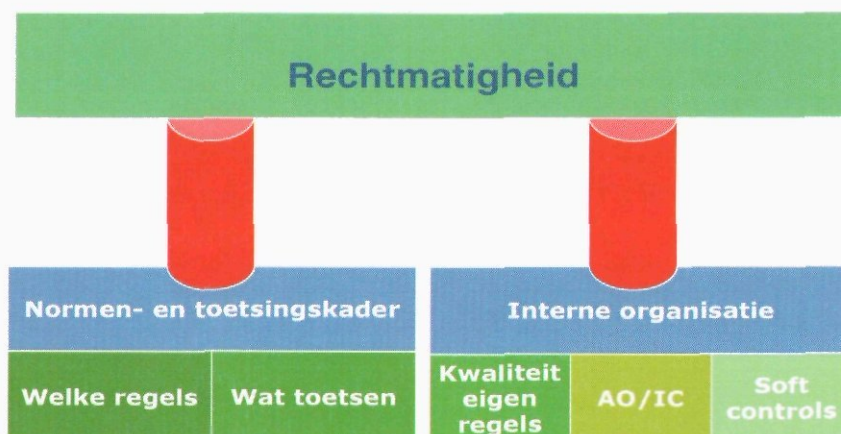 Rechtmatigheid
Normen- en toetsingskader
Interne organisatie
Welke regels
Wat toetsen
Kwaliteit
eigen
regels
AO/IC
Soft
controls